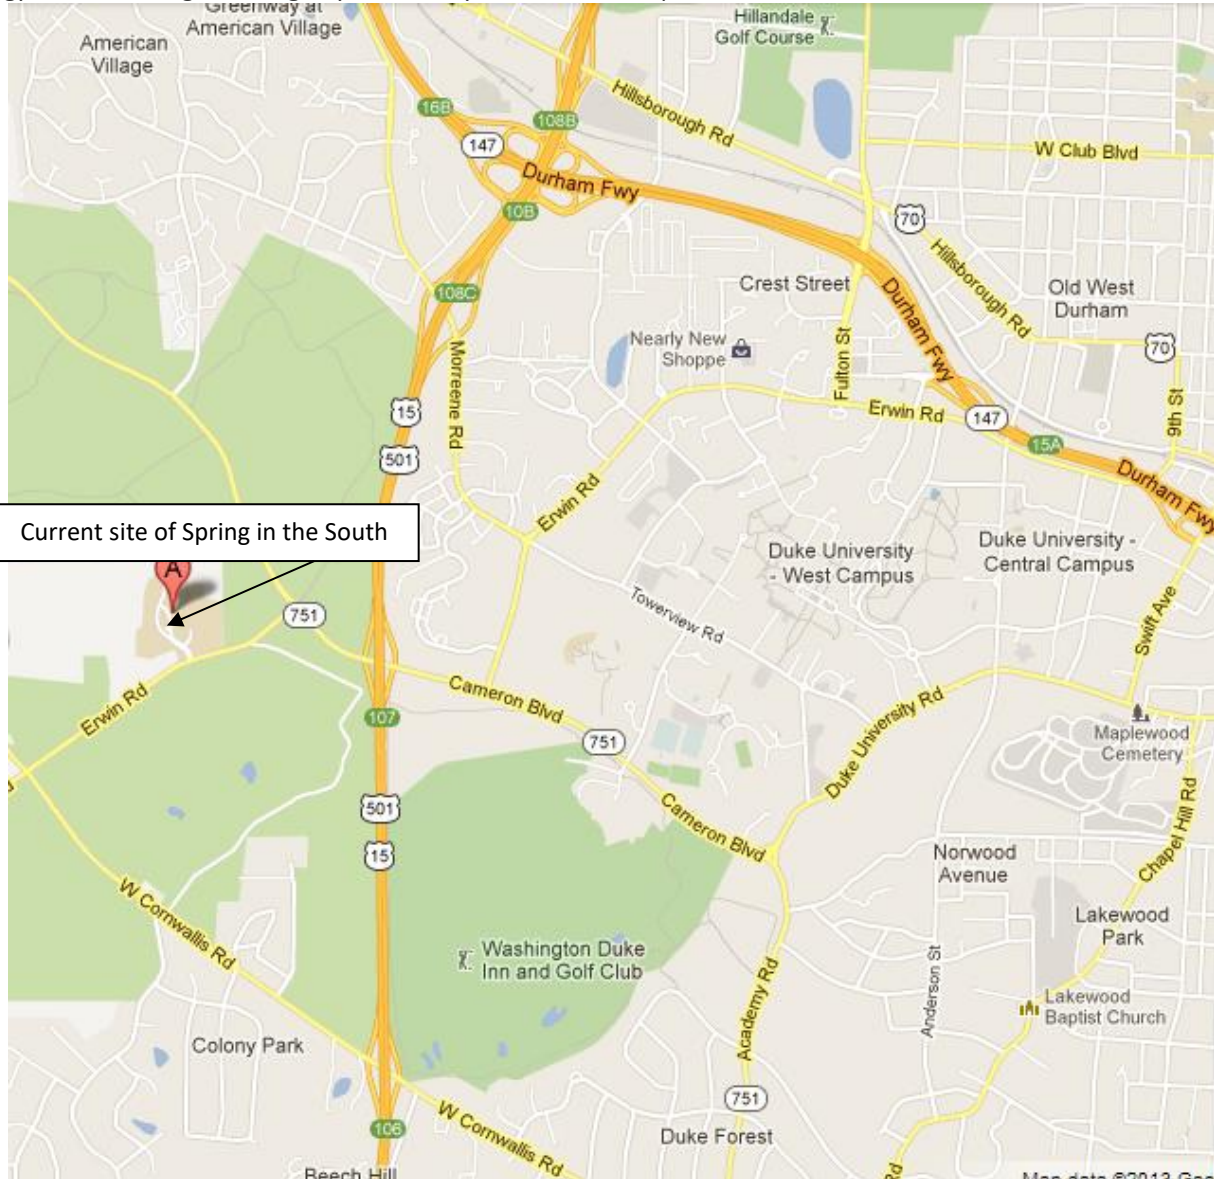 Greenway at
American Village
American
Village
Hillandale
Golf Course
16B
108B
147
Hillsborough Rd
W Club Blvd
Durham Fwy
10B
70
Hillsborough Rd
108C
Crest Street
Old West
Durham
Durham Fwy
Nearly New
Shoppe
Fulton St
70
Morreene Rd
15
Erwin Rd
147
9th St
15A
501
Durham Fwy
Erwin Rd
Current site of Spring in the South
Duke University
- West Campus
Duke University -
Central Campus
A
751
Towerview Rd
Swift Ave
Erwin Rd
Cameron Blvd
107
Duke University Rd
751
Maplewood
Cemetery
501
Cameron Blvd
Chapel Hill Rd
15
Norwood
Avenue
W Cornwallis Rd
Lakewood
Park
Washington Duke
Inn and Golf Club
Anderson St
Academy Rd
Lakewood
Baptist Church
Colony Park
751
106
W Cornwallis Rd
Duke Forest
Beech Hill
Rd
Map data ©2013